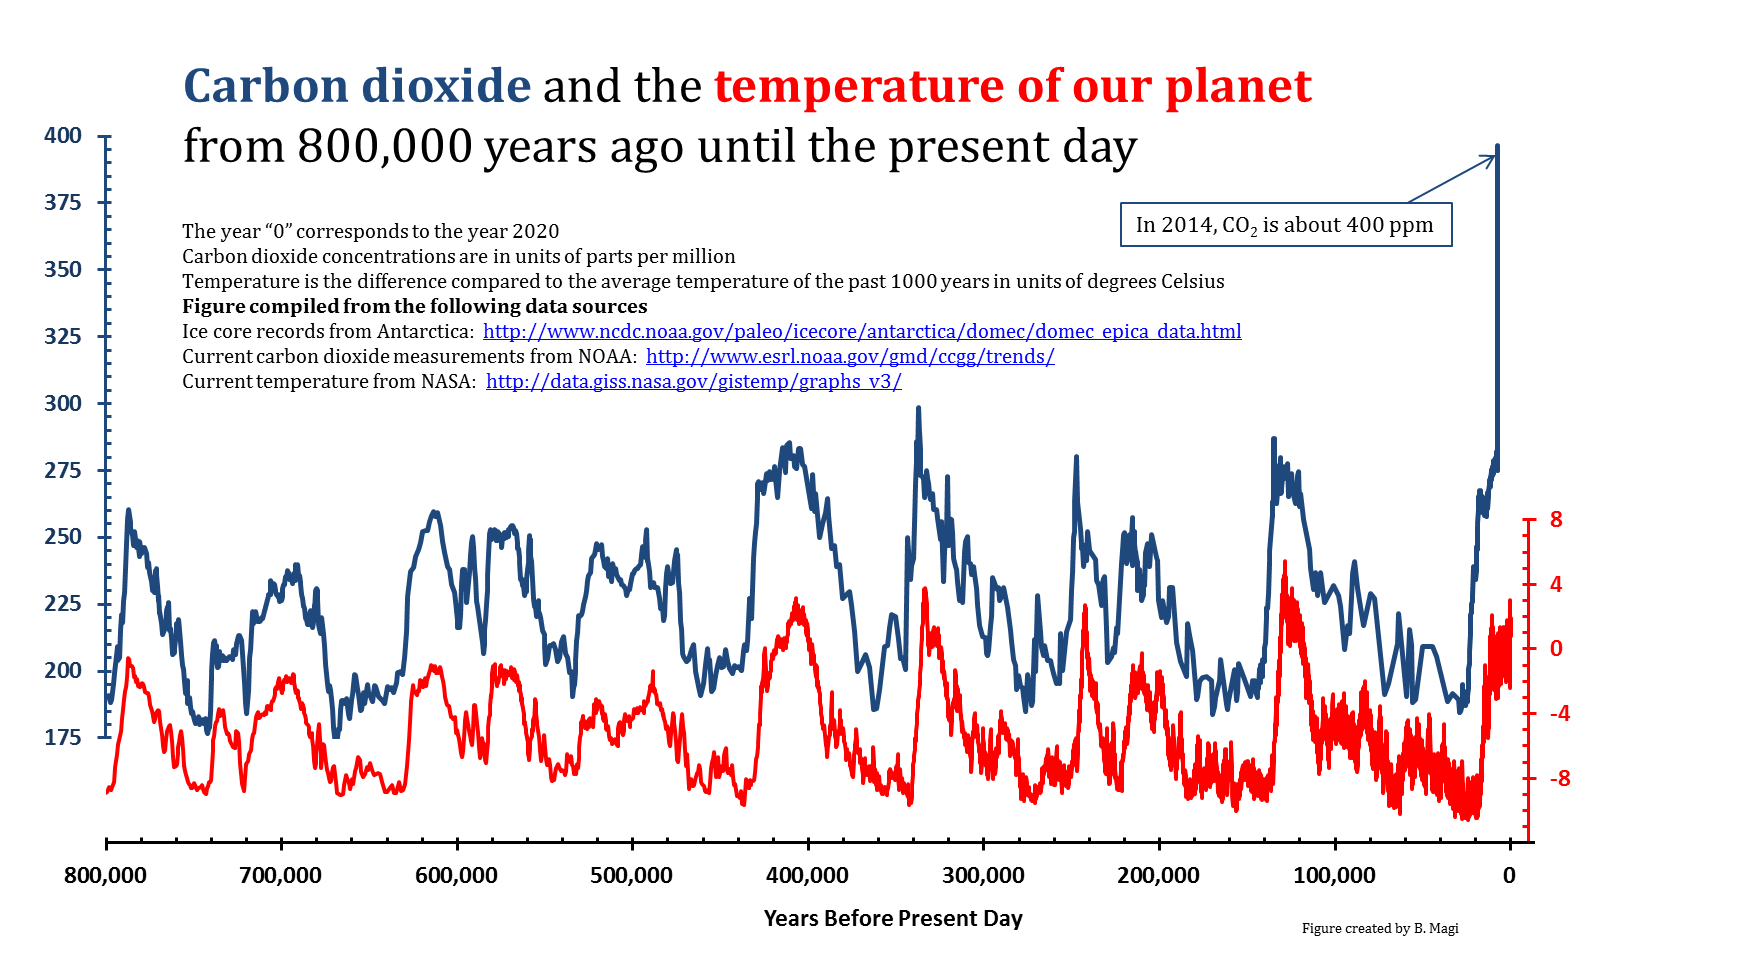 Carbon dioxide and the temperature of our planet
from 800,000 years ago until the present day
The year “0” corresponds to the year 2020
Carbon dioxide concentrations are in units of parts per million
Temperature is the difference compared to the average temperature of the past 1000 years in units of degrees Celsius
Figure compiled from the following data sources
Ice core records from Antarctica: http://www.ncdc.noaa.gov/paleo/icecore/antarctica/domec/domec_epica_data.html
Current carbon dioxide measurements from NOAA: http://www.esrl.noaa.gov/gmd/ccgg/trends/
Current temperature from NASA: http://data.giss.nasa.gov/gistemp/graphs_v3/
In 2014, CO₂ is about 400 ppm
400
375
350
325
300
275
250
225
200
175
8
4
0
-4
-8
800,000 700,000 600,000 500,000 400,000 300,000 200,000 100,000 0
Years Before Present Day
Figure created by B. Magi